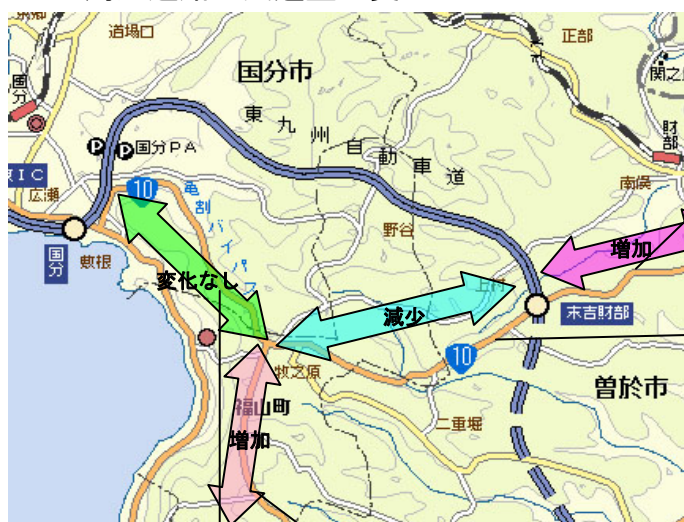 道場口
正部
国分市
関之
国分
東九州自動車道
財部
国分PA
IC
広瀬
10
亀割バイパス
南俣
野谷
増加
国分
敷根
変化なし
上村
減少
末吉財部
10
牧之原
曽於市
福山町
二重堀
増加